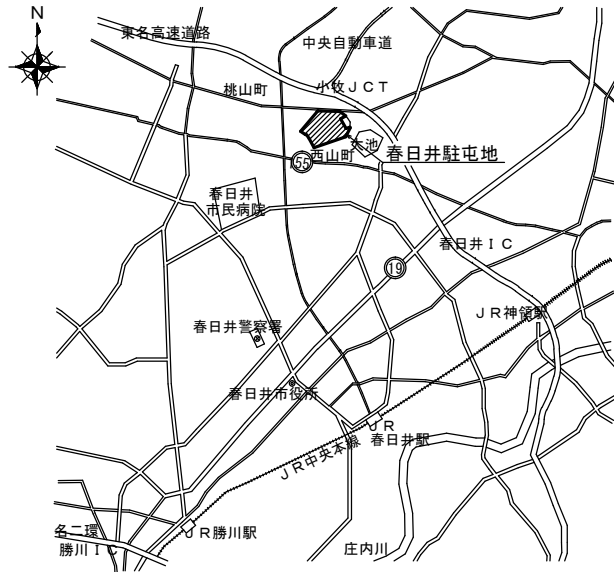 N
東名高速道路
中央自動車道
桃山町
小牧JCT
大池
西山町
春日井駐屯地
155
春日井
市民病院
春日井IC
19
JR神領駅
春日井警察署
春日井市役所
JR
春日井駅
JR中央本線
JR勝川駅
名二環
勝川IC
庄内川